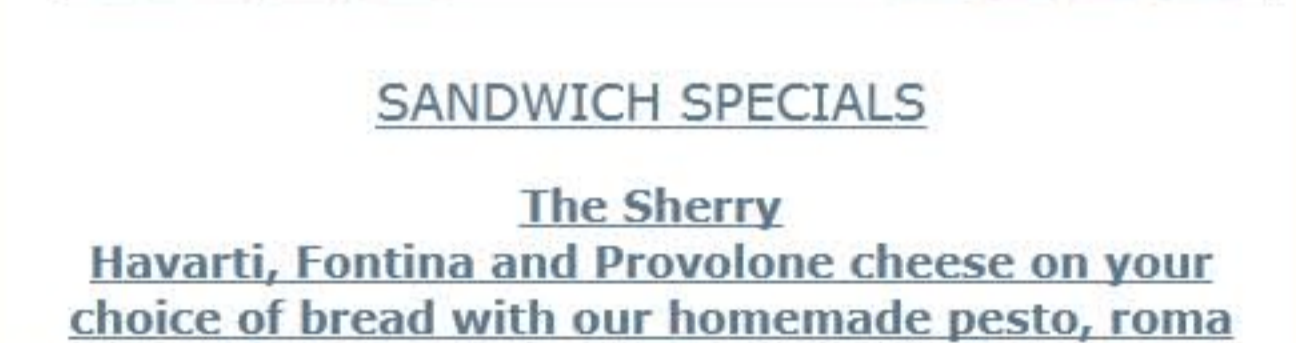 SANDWICH SPECIALS
The Sherry
Havarti, Fontina and Provolone cheese on your
choice of bread with our homemade pesto, roma